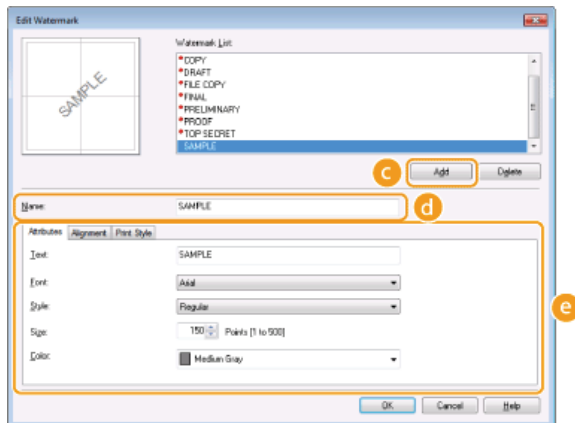 Edit Watermark
Watermark List:
COPY
DRAFT
FILE COPY
FINAL
PRELIMINARY
PROOF
TOP SECRET
SAMPLE
SAMPLE
c
Add
Delete
Name:
SAMPLE
d
Attributes
Alignment
Print Style
Text:
SAMPLE
Font:
Arial
Style:
Regular
e
Size:
150
Points [1 to 500]
Color:
Medium Gray
OK
Cancel
Help